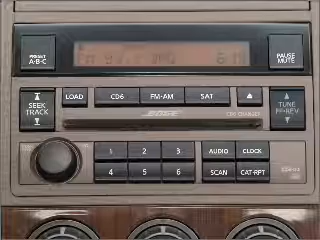 PRESET
A·B·C
PAUSE
MUTE
SEEK
TRACK
LOAD
CD6
FM·AM
SAT
TUNE
FF·REV
BOSE
CD6 CHANGER
1
2
3
AUDIO
CLOCK
4
5
6
SCAN
CAT·RPT